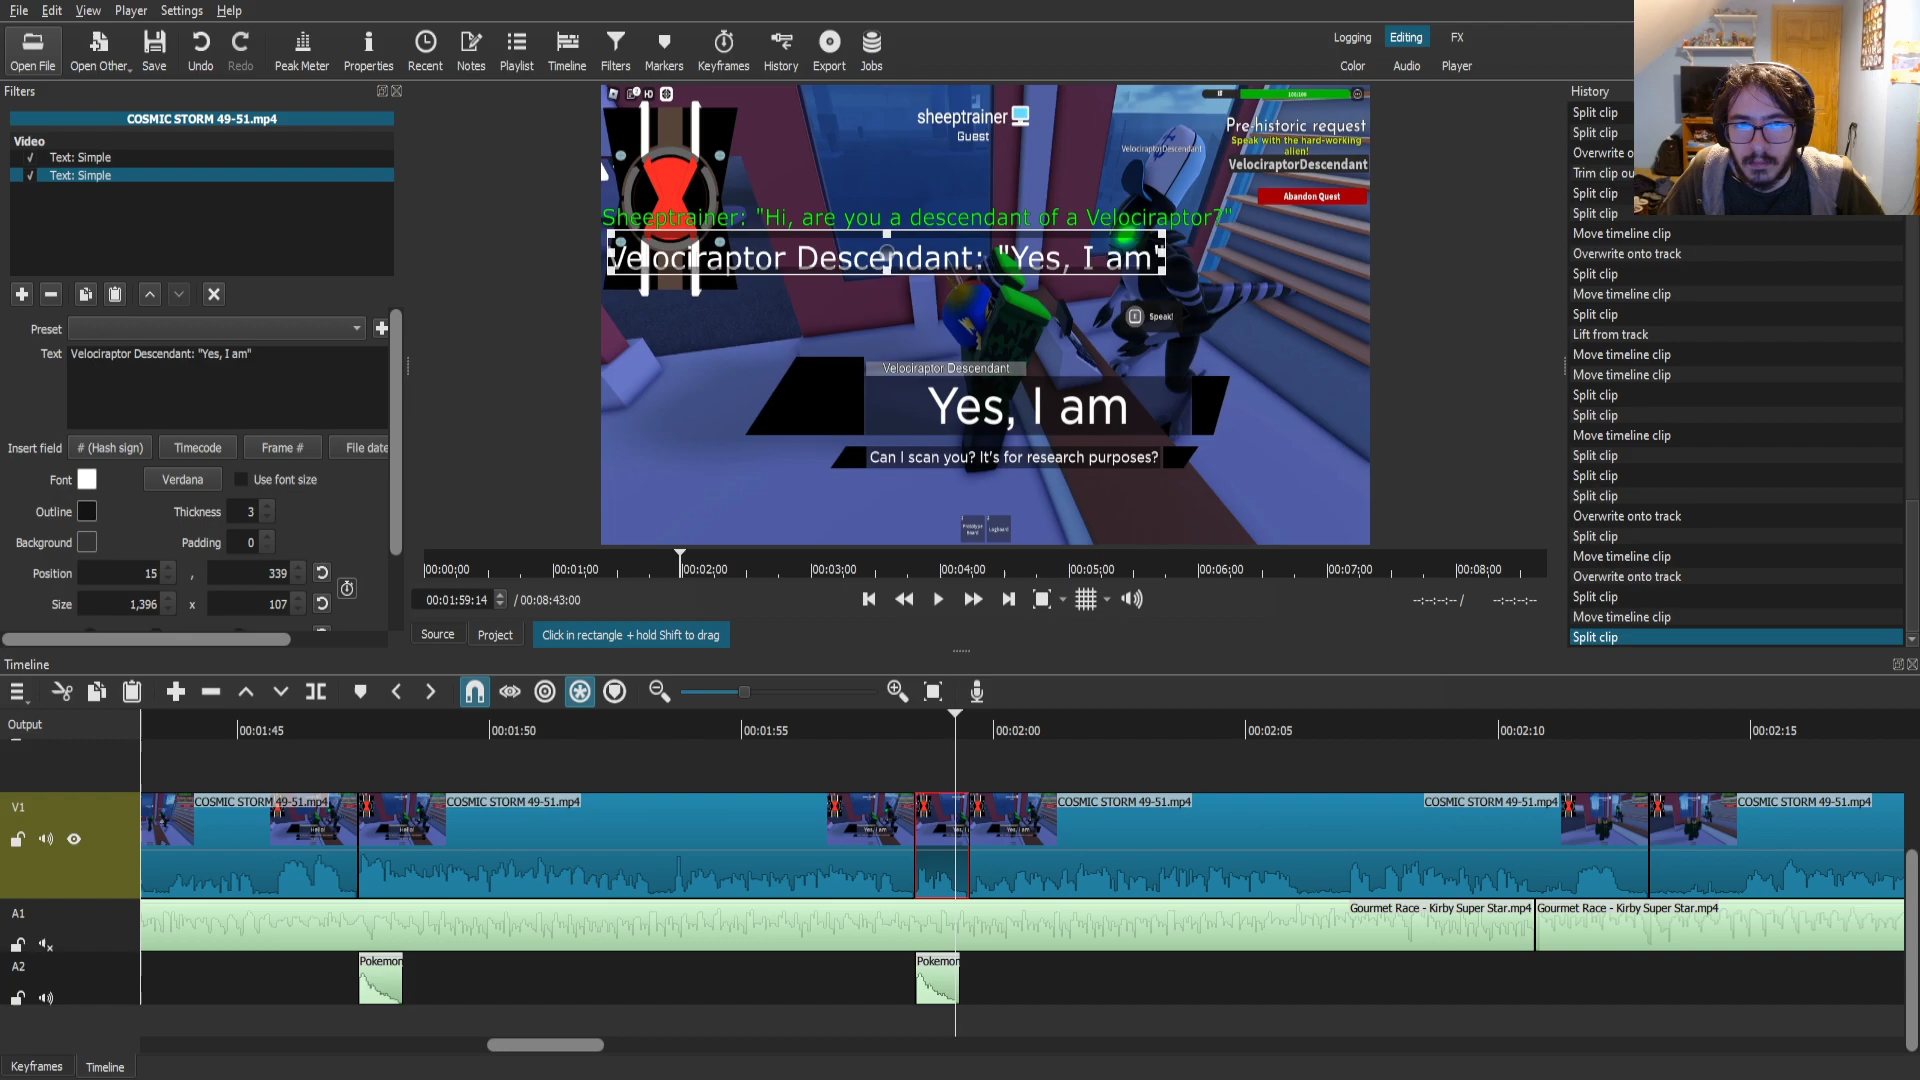 File Edit View Player Settings Help
Open File Open Other... Save Undo Redo Peak Meter Properties Recent Notes Playlist Timeline Filters Markers Keyframes History Export Jobs
Logging Editing FX
Color Audio Player
Filters
COSMIC STORM 49-51.mp4
Video
✓ Text: Simple
✓ Text: Simple
Preset
Text Velociraptor Descendant: "Yes, I am"
Insert field # (Hash sign) Timecode Frame # File date
Font Verdana Use font size
Outline Thickness 3
Background Padding 0
Position 15 , 339
Size 1,396 x 107
HD
sheeptrainer
Guest
100/100
Pre-historic request
Speak with the hard-working
alien!
VelociraptorDescendant
VelociraptorDescendant
Abandon Quest
Sheeptrainer: "Hi, are you a descendant of a Velociraptor?"
Velociraptor Descendant: "Yes, I am"
Speak!
Velociraptor Descendant
Yes, I am
Can I scan you? It's for research purposes?
00:00:00 00:01:00 00:02:00 00:03:00 00:04:00 00:05:00 00:06:00 00:07:00 00:08:00
00:01:59:14 / 00:08:43:00
--:--:--:-- / --:--:--:--
Source Project Click in rectangle + hold Shift to drag
History
Split clip
Split clip
Overwrite o
Trim clip ou
Split clip
Split clip
Move timeline clip
Overwrite onto track
Split clip
Move timeline clip
Split clip
Lift from track
Move timeline clip
Move timeline clip
Split clip
Split clip
Move timeline clip
Split clip
Split clip
Split clip
Overwrite onto track
Split clip
Move timeline clip
Overwrite onto track
Split clip
Move timeline clip
Split clip
Timeline
Output
00:01:45 00:01:50 00:01:55 00:02:00 00:02:05 00:02:10 00:02:15
V1
COSMIC STORM 49-51.mp4 COSMIC STORM 49-51.mp4 COSMIC STORM 49-51.mp4 COSMIC STORM 49-51.mp4 COSMIC STORM 49-51.mp4
A1
Gourmet Race - Kirby Super Star.mp4 Gourmet Race - Kirby Super Star.mp4
A2
Pokemon Pokemon
Keyframes Timeline